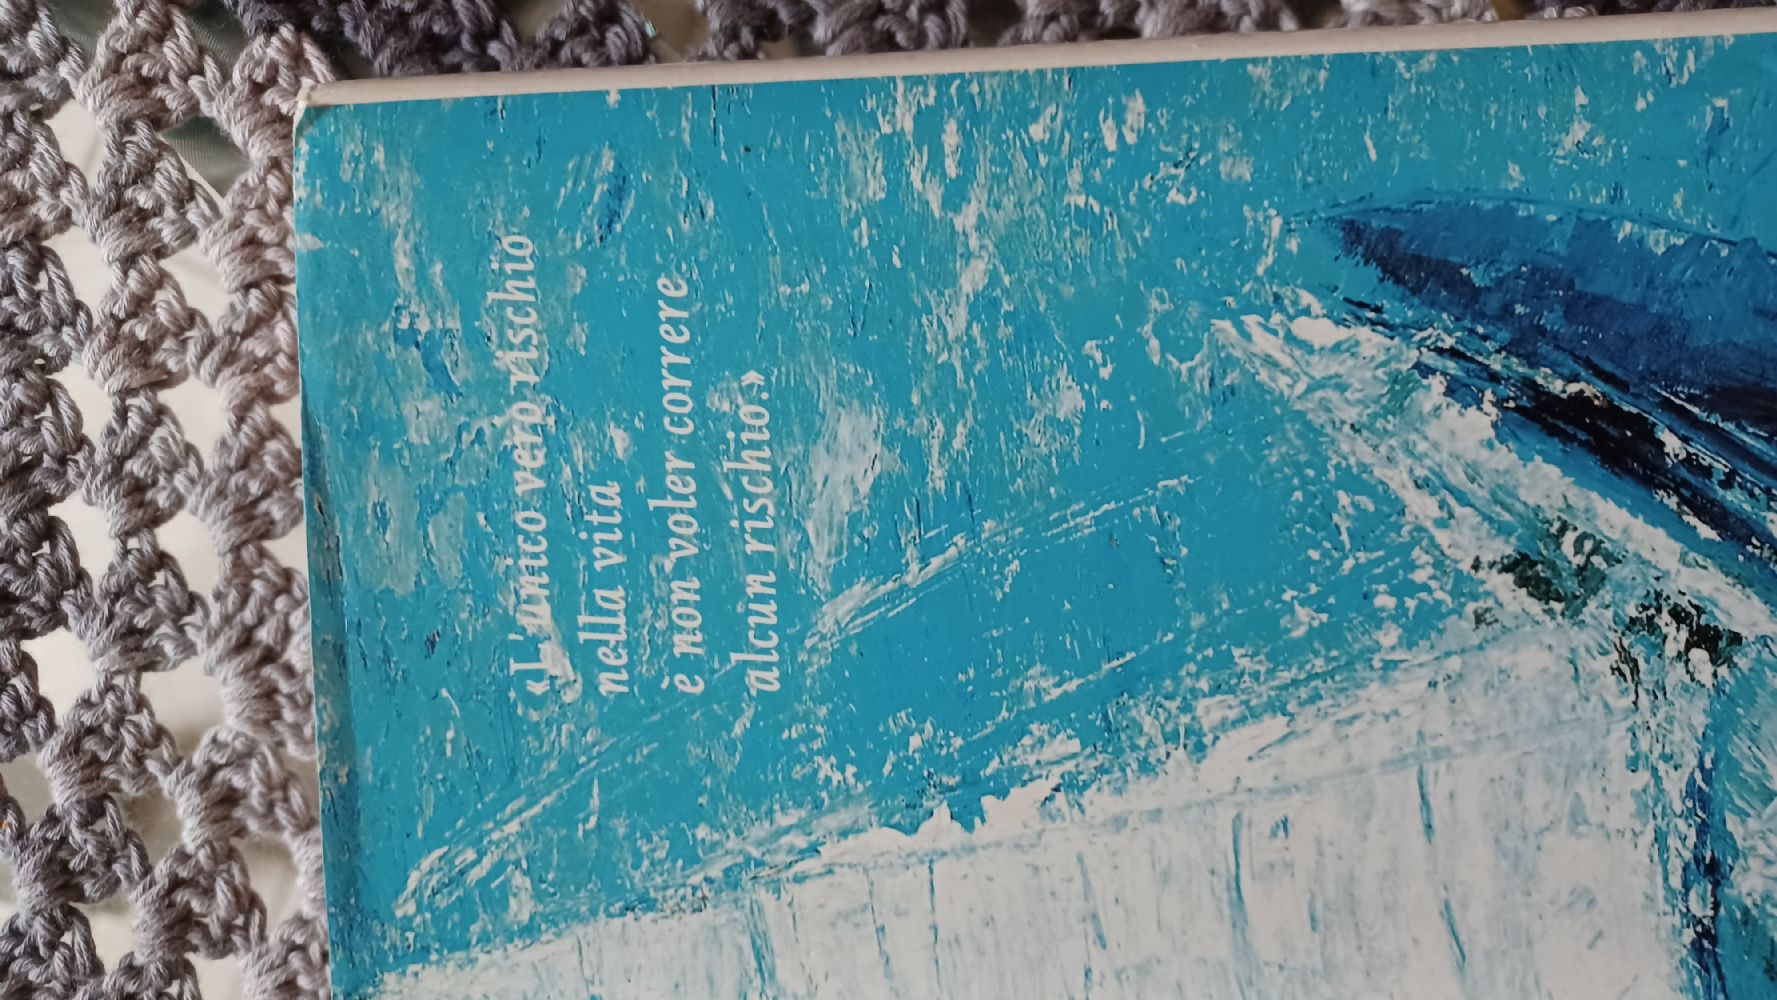 «L'unico vero rischio
nella vita
è non voler correre
alcun rischio.»